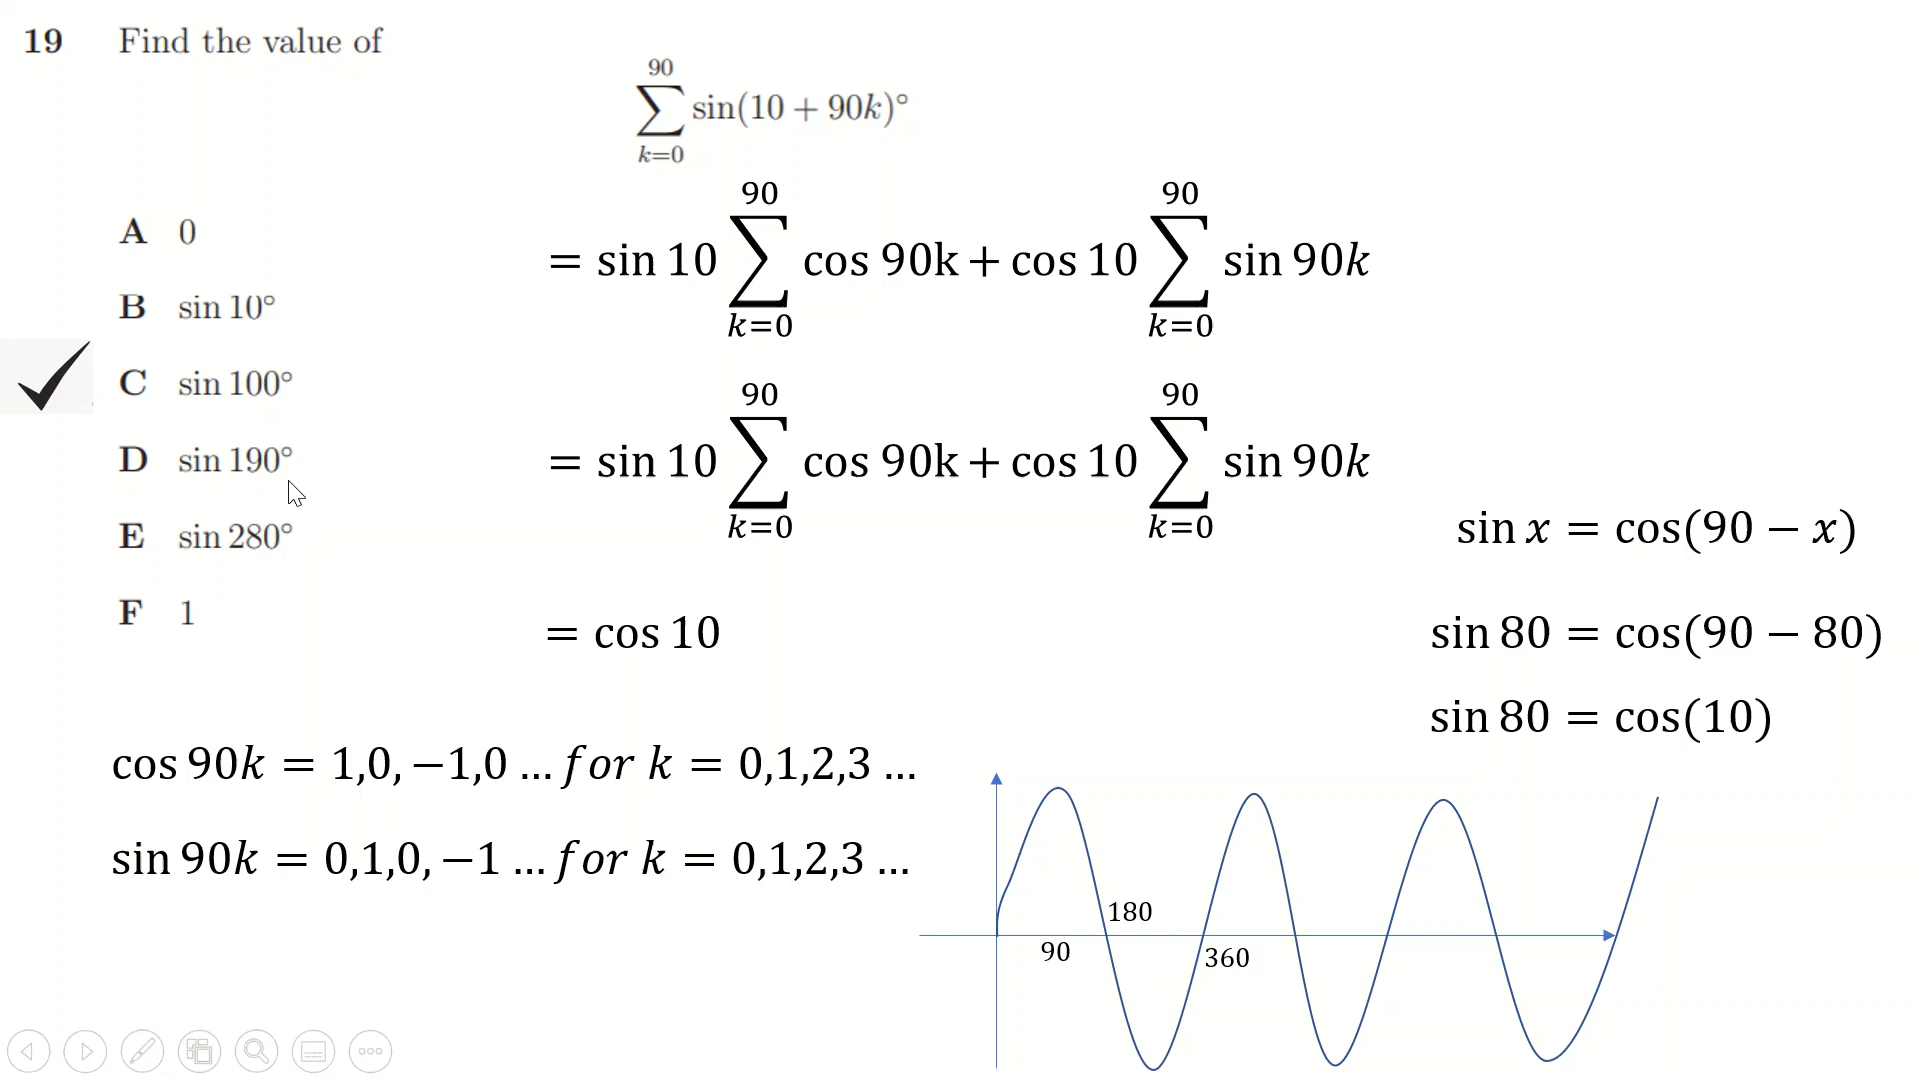 19 Find the value of
90
∑ sin(10 + 90k)°
k=0
A 0
B sin 10°
C sin 100°
D sin 190°
E sin 280°
F 1
90 90
= sin 10 ∑ cos 90k + cos 10 ∑ sin 90k
k=0 k=0
90 90
= sin 10 ∑ cos 90k + cos 10 ∑ sin 90k
k=0 k=0
= cos 10
sin x = cos(90 − x)
sin 80 = cos(90 − 80)
sin 80 = cos(10)
cos 90k = 1,0, −1,0 … for k = 0,1,2,3 …
sin 90k = 0,1,0, −1 … for k = 0,1,2,3 …
180
90
360